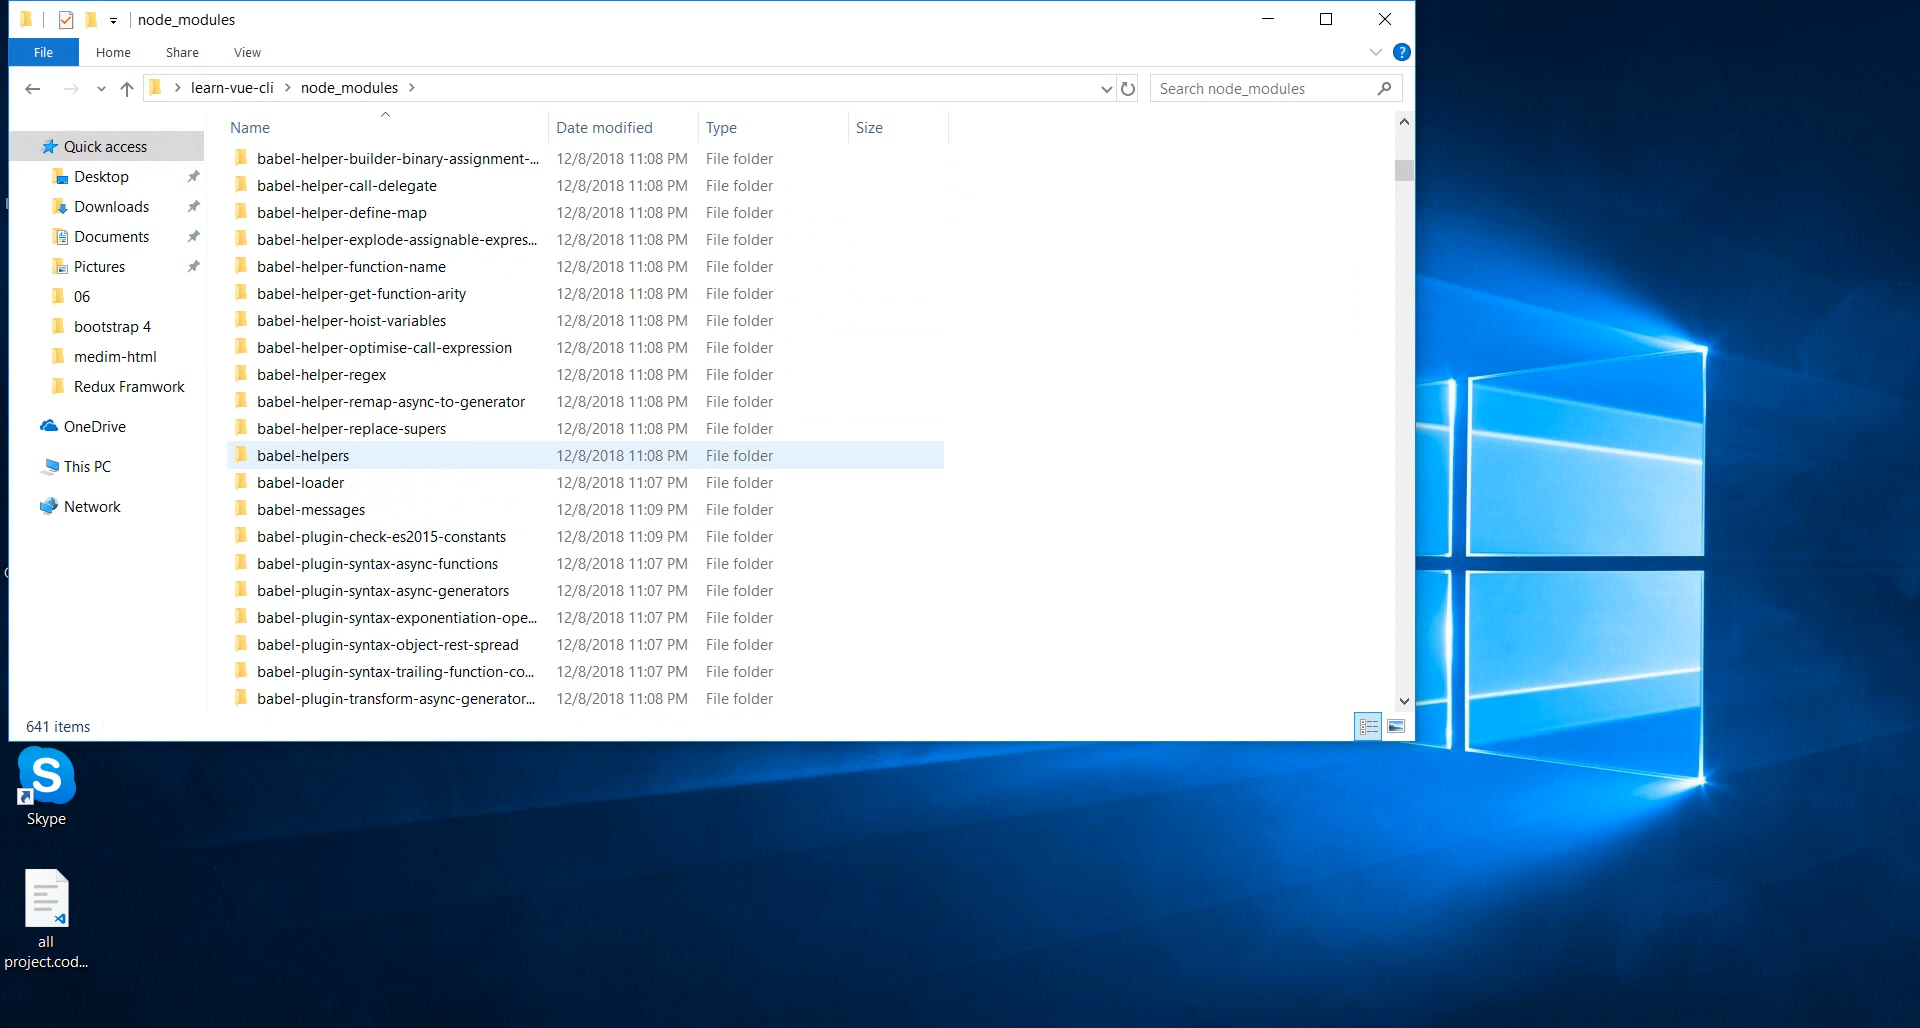 node_modules
File Home Share View
learn-vue-cli node_modules
Search node_modules
Name Date modified Type Size
Quick access
Desktop
Downloads
Documents
Pictures
06
bootstrap 4
medim-html
Redux Framwork
OneDrive
This PC
Network
babel-helper-builder-binary-assignment-... 12/8/2018 11:08 PM File folder
babel-helper-call-delegate 12/8/2018 11:08 PM File folder
babel-helper-define-map 12/8/2018 11:08 PM File folder
babel-helper-explode-assignable-expres... 12/8/2018 11:08 PM File folder
babel-helper-function-name 12/8/2018 11:08 PM File folder
babel-helper-get-function-arity 12/8/2018 11:08 PM File folder
babel-helper-hoist-variables 12/8/2018 11:08 PM File folder
babel-helper-optimise-call-expression 12/8/2018 11:08 PM File folder
babel-helper-regex 12/8/2018 11:08 PM File folder
babel-helper-remap-async-to-generator 12/8/2018 11:08 PM File folder
babel-helper-replace-supers 12/8/2018 11:08 PM File folder
babel-helpers 12/8/2018 11:08 PM File folder
babel-loader 12/8/2018 11:07 PM File folder
babel-messages 12/8/2018 11:09 PM File folder
babel-plugin-check-es2015-constants 12/8/2018 11:09 PM File folder
babel-plugin-syntax-async-functions 12/8/2018 11:07 PM File folder
babel-plugin-syntax-async-generators 12/8/2018 11:07 PM File folder
babel-plugin-syntax-exponentiation-ope... 12/8/2018 11:07 PM File folder
babel-plugin-syntax-object-rest-spread 12/8/2018 11:07 PM File folder
babel-plugin-syntax-trailing-function-co... 12/8/2018 11:07 PM File folder
babel-plugin-transform-async-generator... 12/8/2018 11:08 PM File folder
641 items
Skype
all
project.cod...